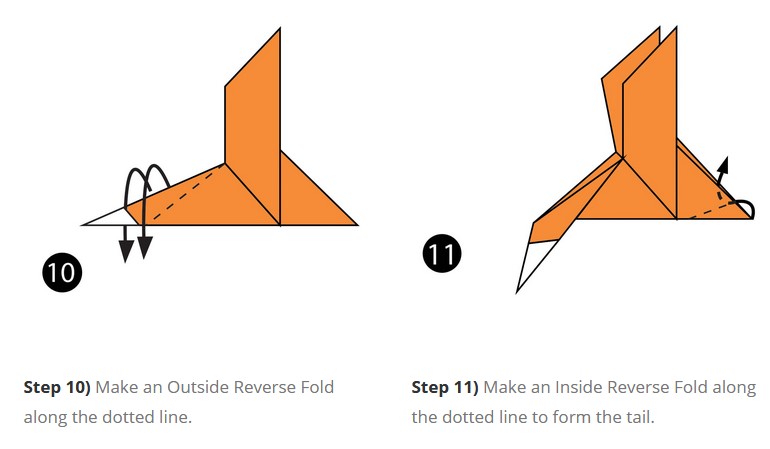 10
11
Step 10) Make an Outside Reverse Fold
along the dotted line.
Step 11) Make an Inside Reverse Fold along
the dotted line to form the tail.